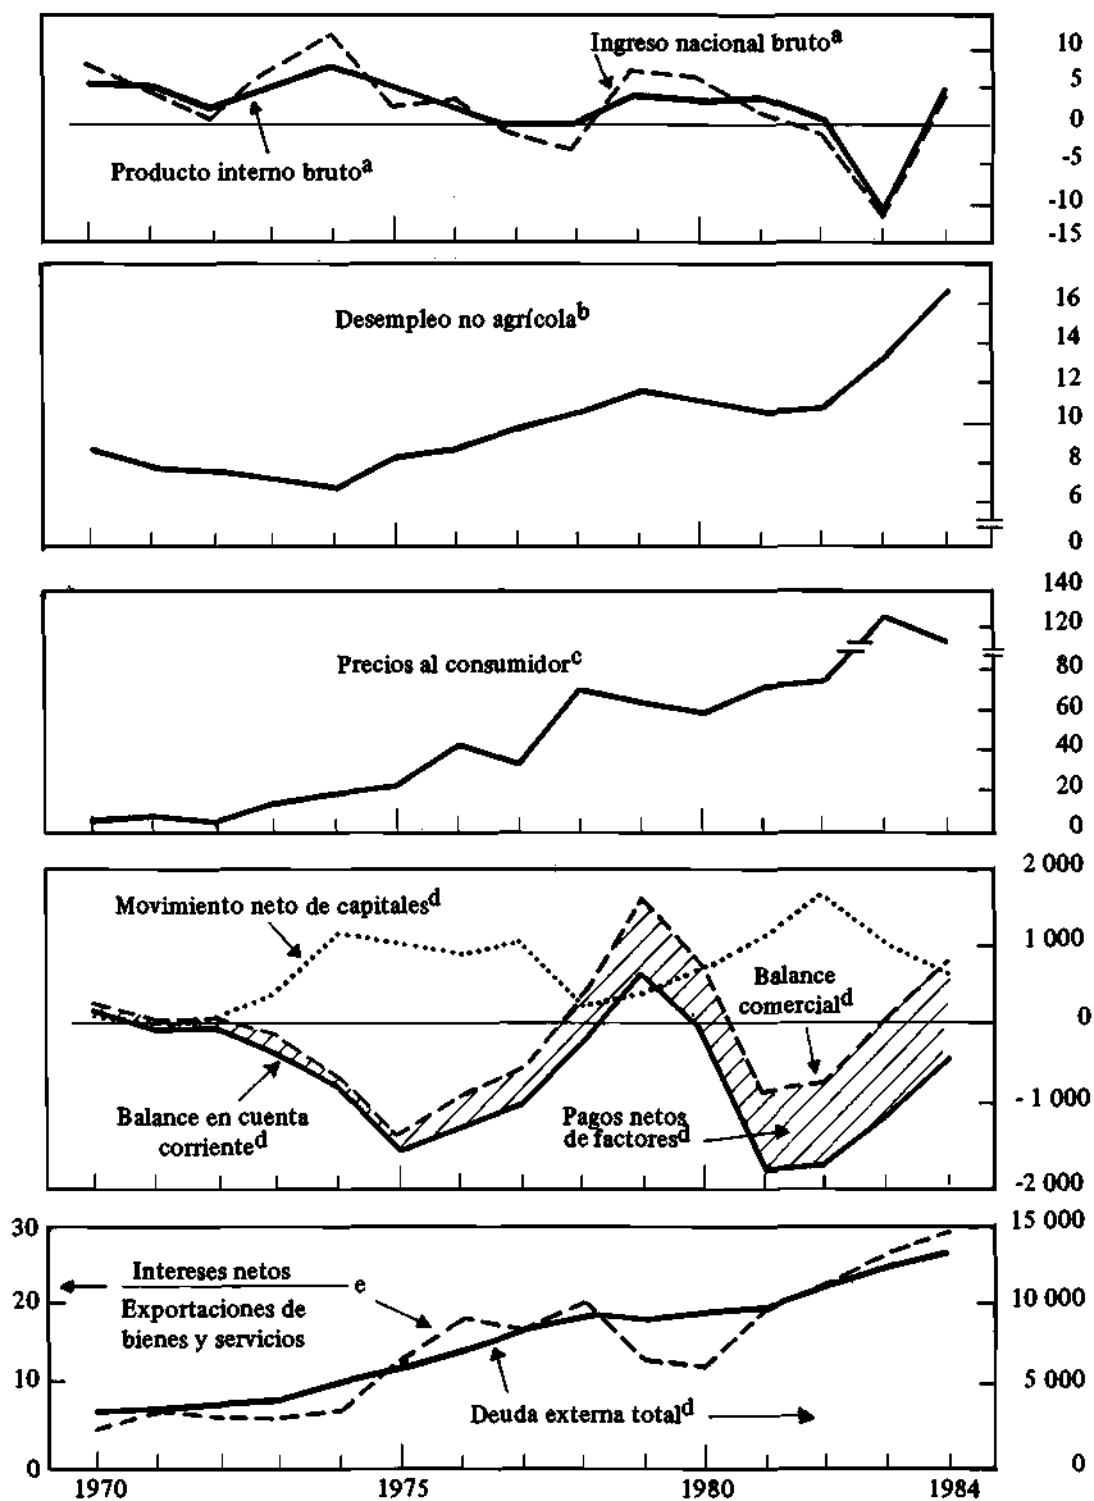 Ingreso nacional bruto^a
Producto interno bruto^a
10
5
0
-5
-10
-15
Desempleo no agrícola^b
16
14
12
10
8
6
0
Precios al consumidor^c
140
120
80
60
40
20
0
Movimiento neto de capitales^d
Balance
comercial^d
Balance en cuenta
corriente^d
Pagos netos
de factores^d
2 000
1 000
0
- 1 000
-2 000
30
20
10
0
Intereses netos
e
Exportaciones de
bienes y servicios
Deuda externa total^d
15 000
10 000
5 000
0
1970
1975
1980
1984